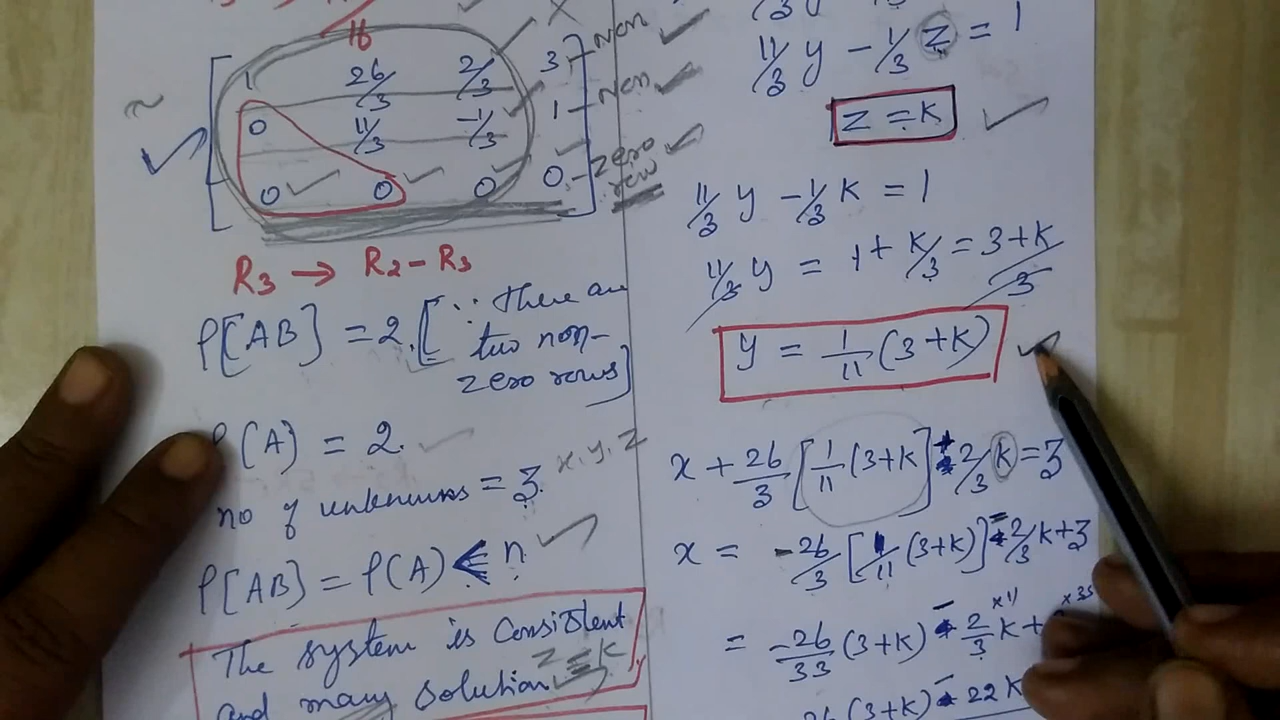 16
~ [ 1 26/3 2/3 3 - non
0 11/3 -1/3 1 - non
0 0 0 0 ] - zero row
R3 → R2 - R3
ρ[AB] = 2. [∵ there are
two non-
zero rows]
ρ(A) = 2.
no of unknowns = 3. x, y, z
ρ[AB] = ρ(A) < n.
The system is Consistent
and many solution. z = k
11/3 y - 1/3 z = 1
z = k
11/3 y - 1/3 k = 1
11/3 y = 1 + k/3 = 3+k/3
y = 1/11 (3+k)
x + 26/3 [1/11 (3+k)] + 2/3 k = 3
x = -26/3 [1/11 (3+k)] - 2/3 k + 3
= -26/33 (3+k) - 2/3 k +
26 (3+k) - 22k